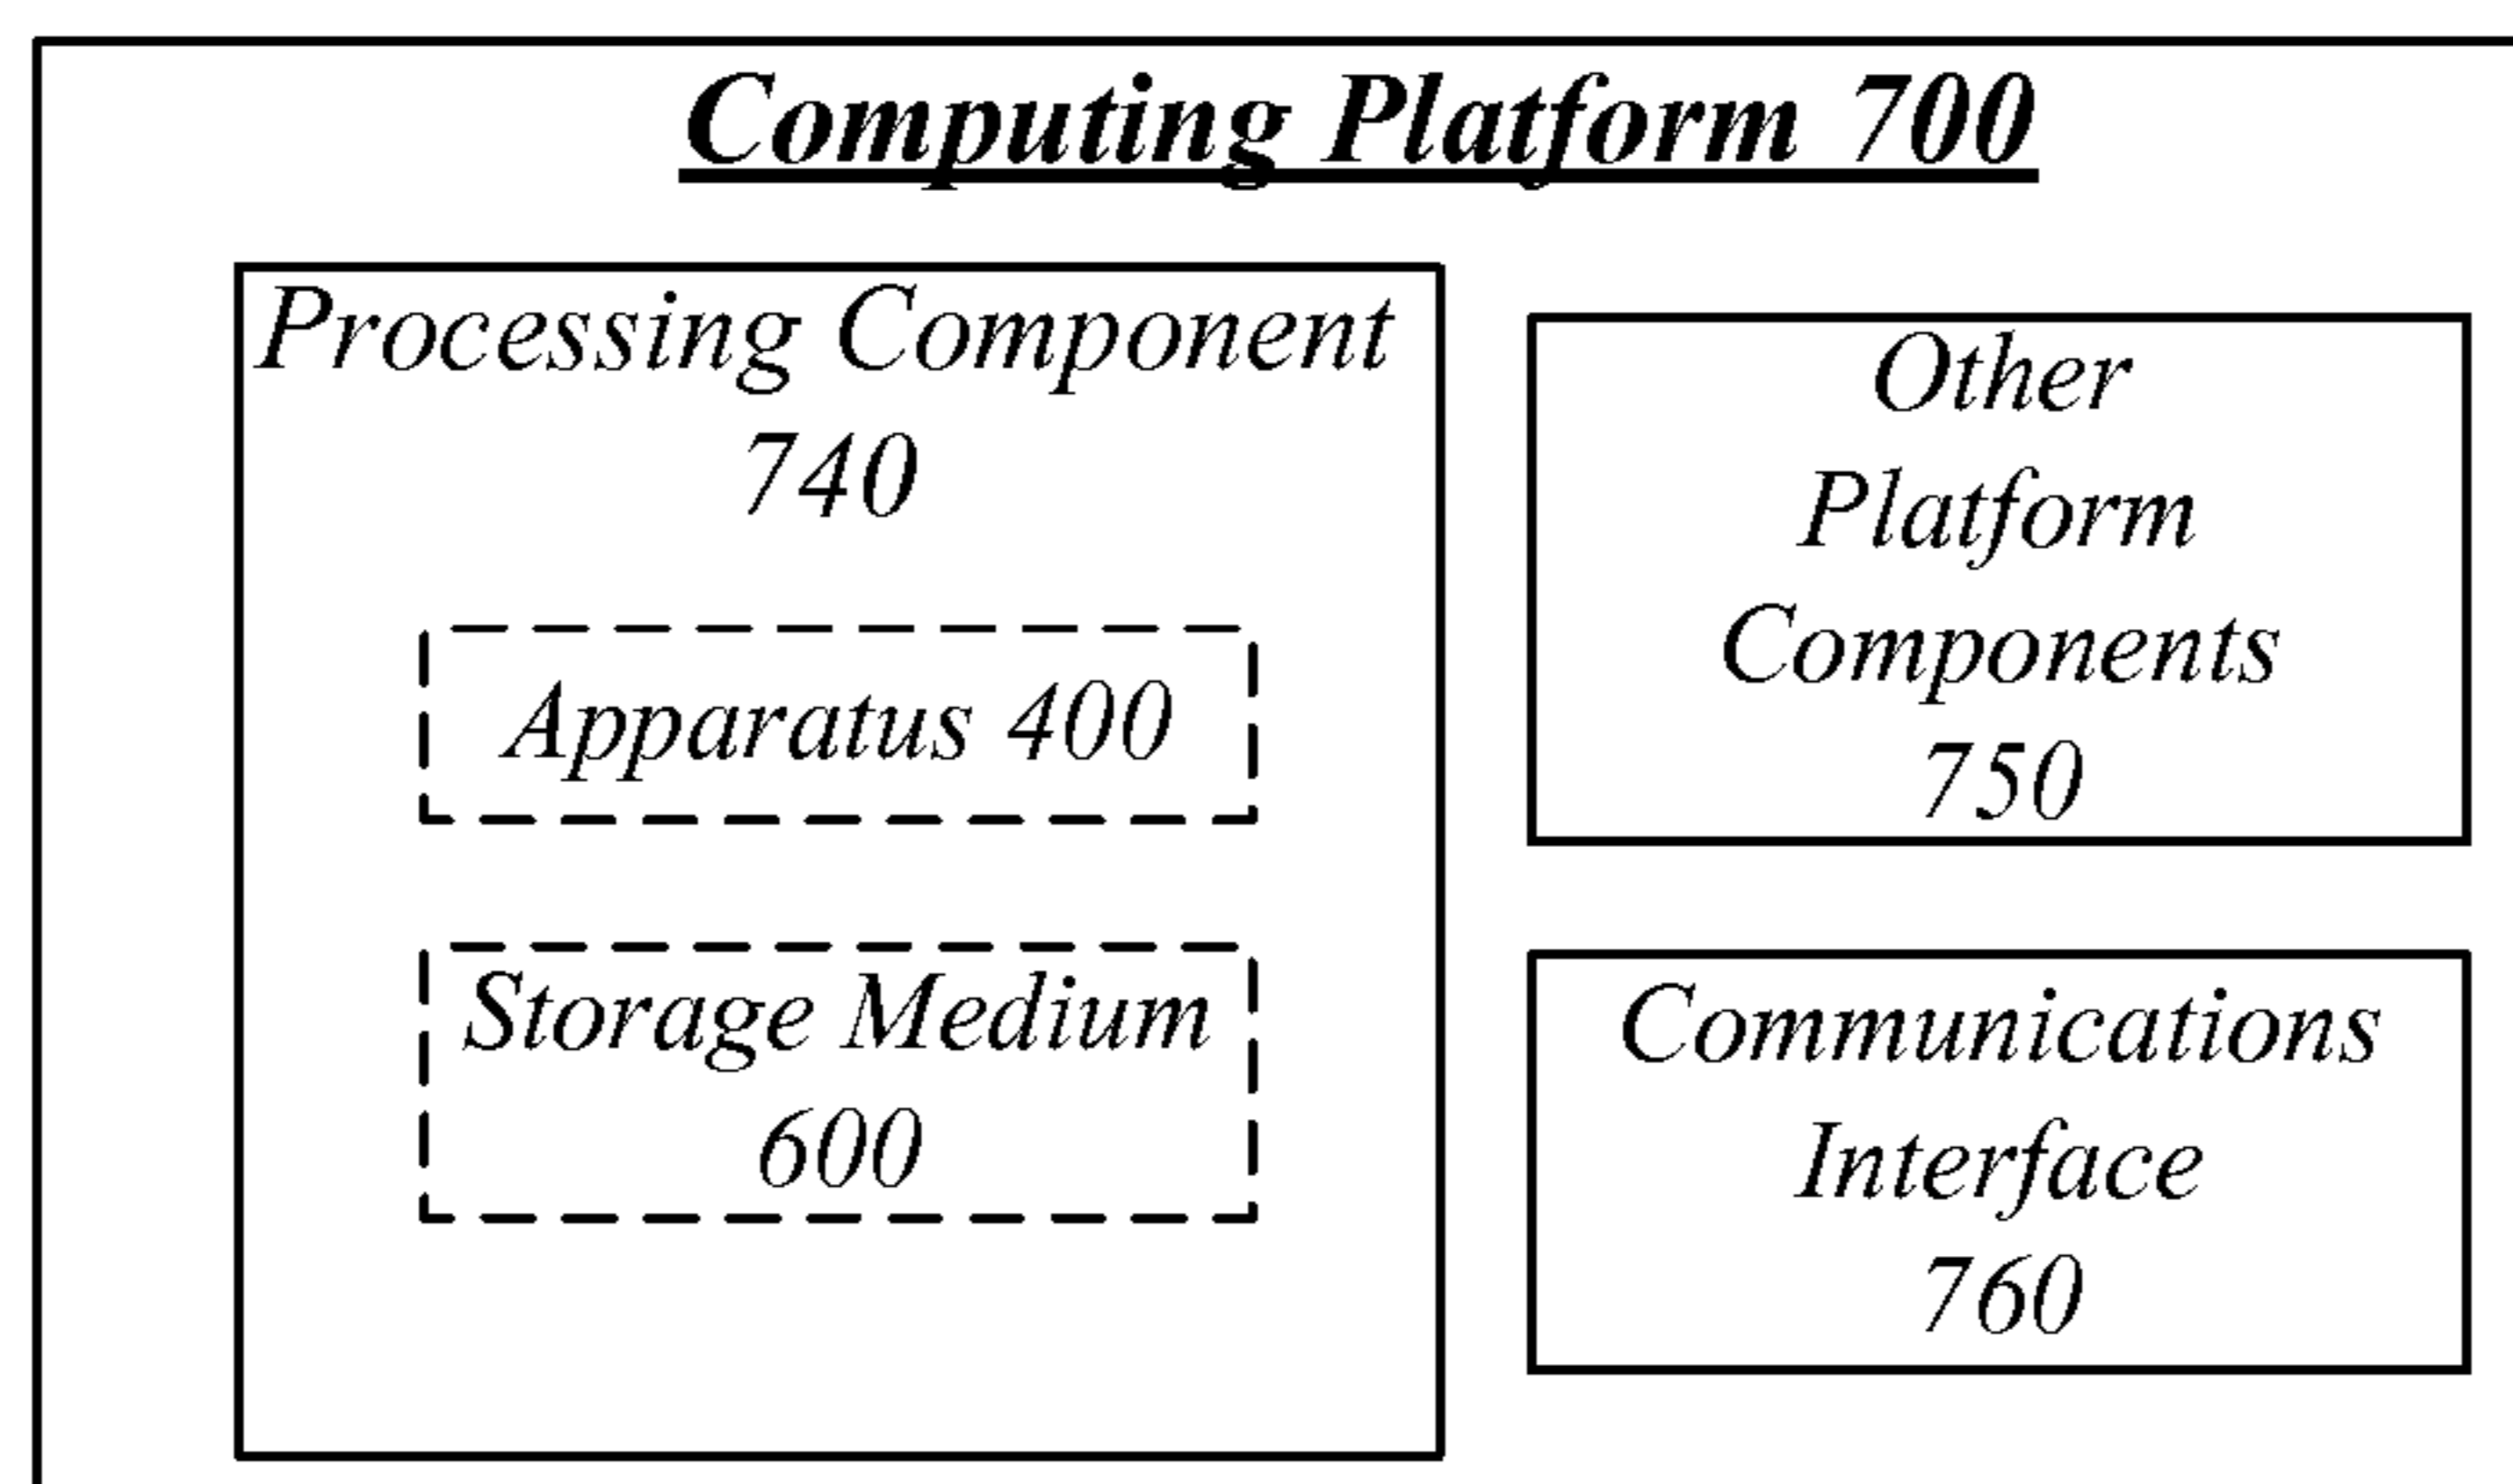 Computing Platform 700
Processing Component
740
Apparatus 400
Storage Medium
600
Other
Platform
Components
750
Communications
Interface
760